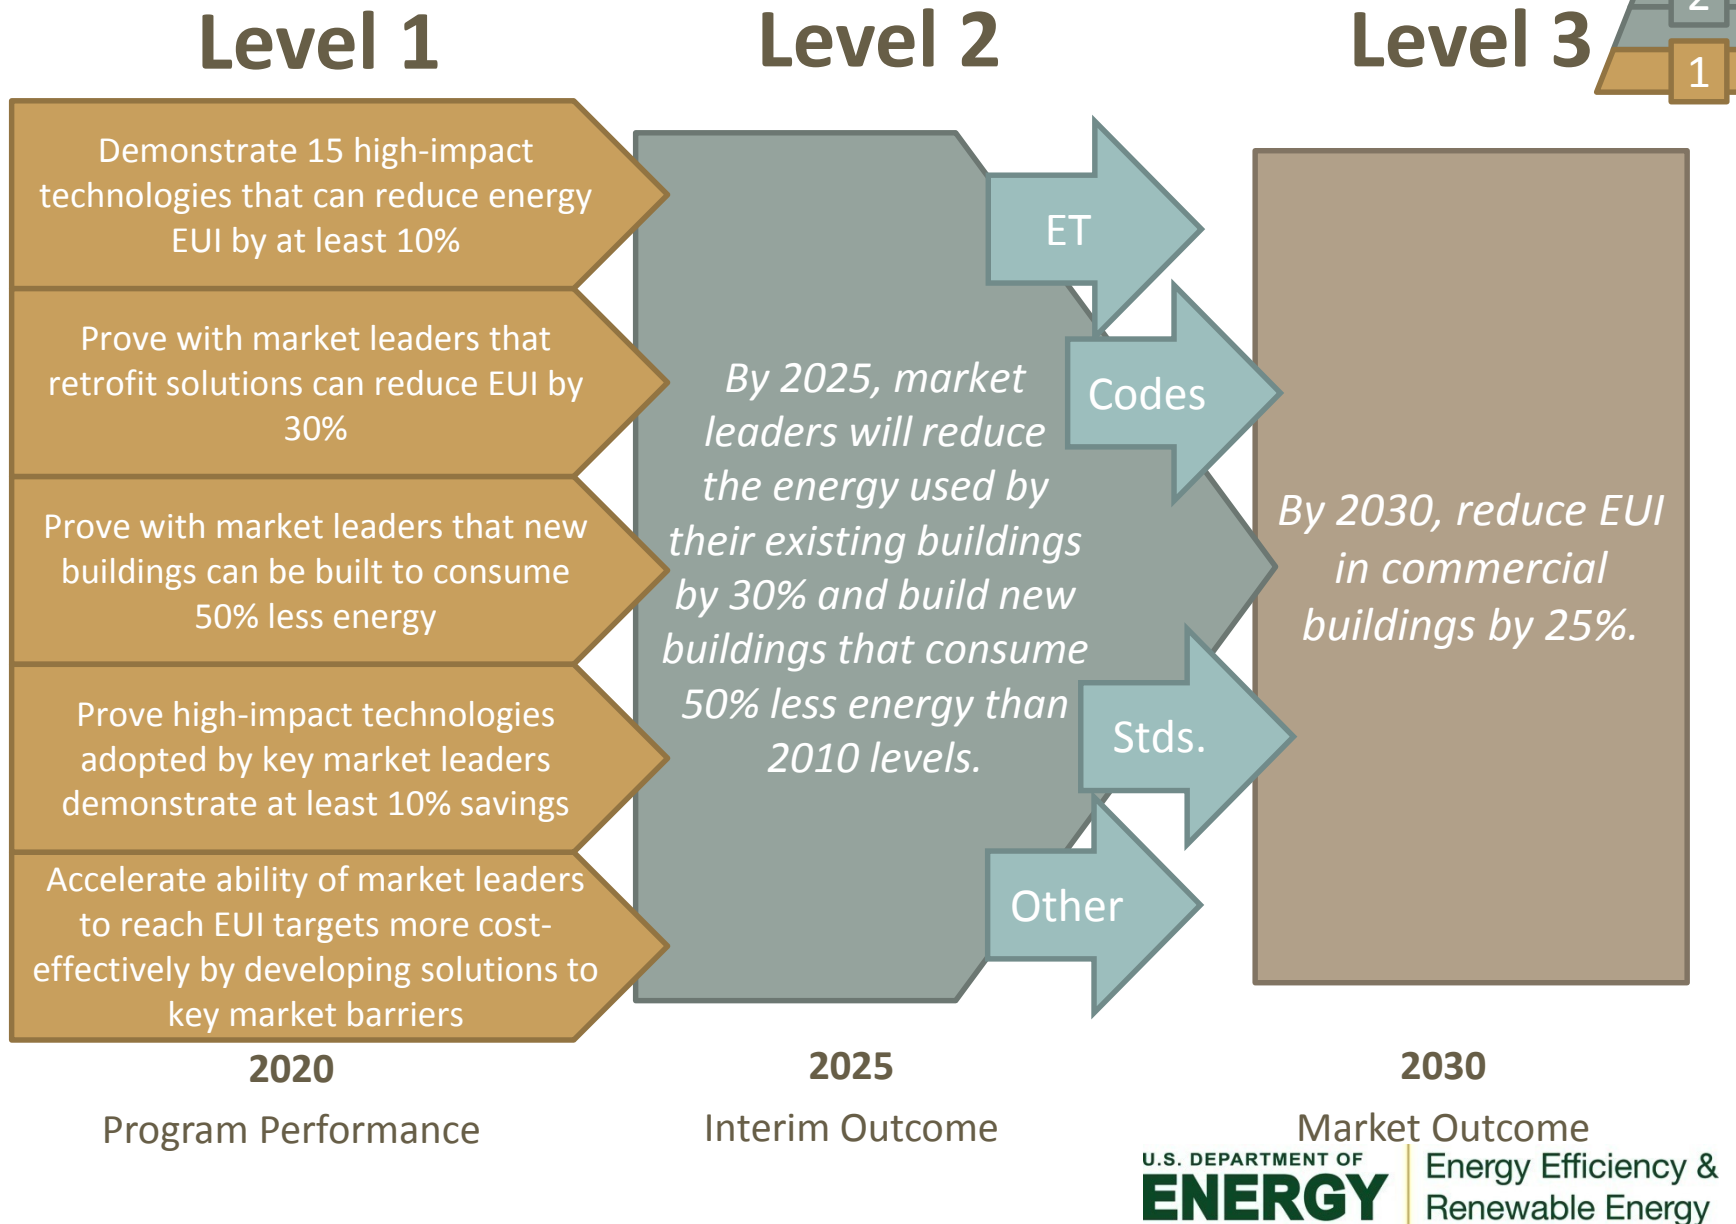 Level 1
Level 2
Level 3
2
1
Demonstrate 15 high-impact
technologies that can reduce energy
EUI by at least 10%
Prove with market leaders that
retrofit solutions can reduce EUI by
30%
Prove with market leaders that new
buildings can be built to consume
50% less energy
Prove high-impact technologies
adopted by key market leaders
demonstrate at least 10% savings
Accelerate ability of market leaders
to reach EUI targets more cost-
effectively by developing solutions to
key market barriers
By 2025, market
leaders will reduce
the energy used by
their existing buildings
by 30% and build new
buildings that consume
50% less energy than
2010 levels.
ET
Codes
Stds.
Other
By 2030, reduce EUI
in commercial
buildings by 25%.
2020
Program Performance
2025
Interim Outcome
2030
Market Outcome
U.S. DEPARTMENT OF
ENERGY
Energy Efficiency &
Renewable Energy